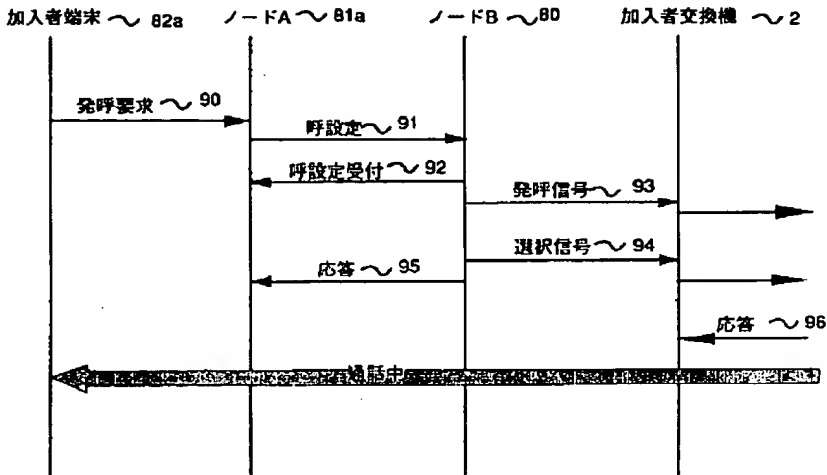 加入者端末 ～ 82a ノードA ～ 81a ノードB ～ 80 加入者交換機 ～ 2
発呼要求 ～ 90
呼設定 ～ 91
呼設定受付 ～ 92
発呼信号 ～ 93
選択信号 ～ 94
応答 ～ 95
応答 ～ 96
通話中